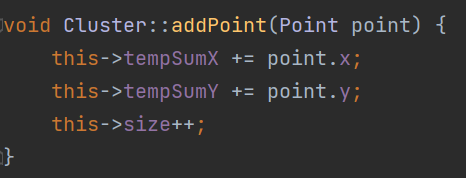 void Cluster::addPoint(Point point) {
    this->tempSumX += point.x;
    this->tempSumY += point.y;
    this->size++;
}